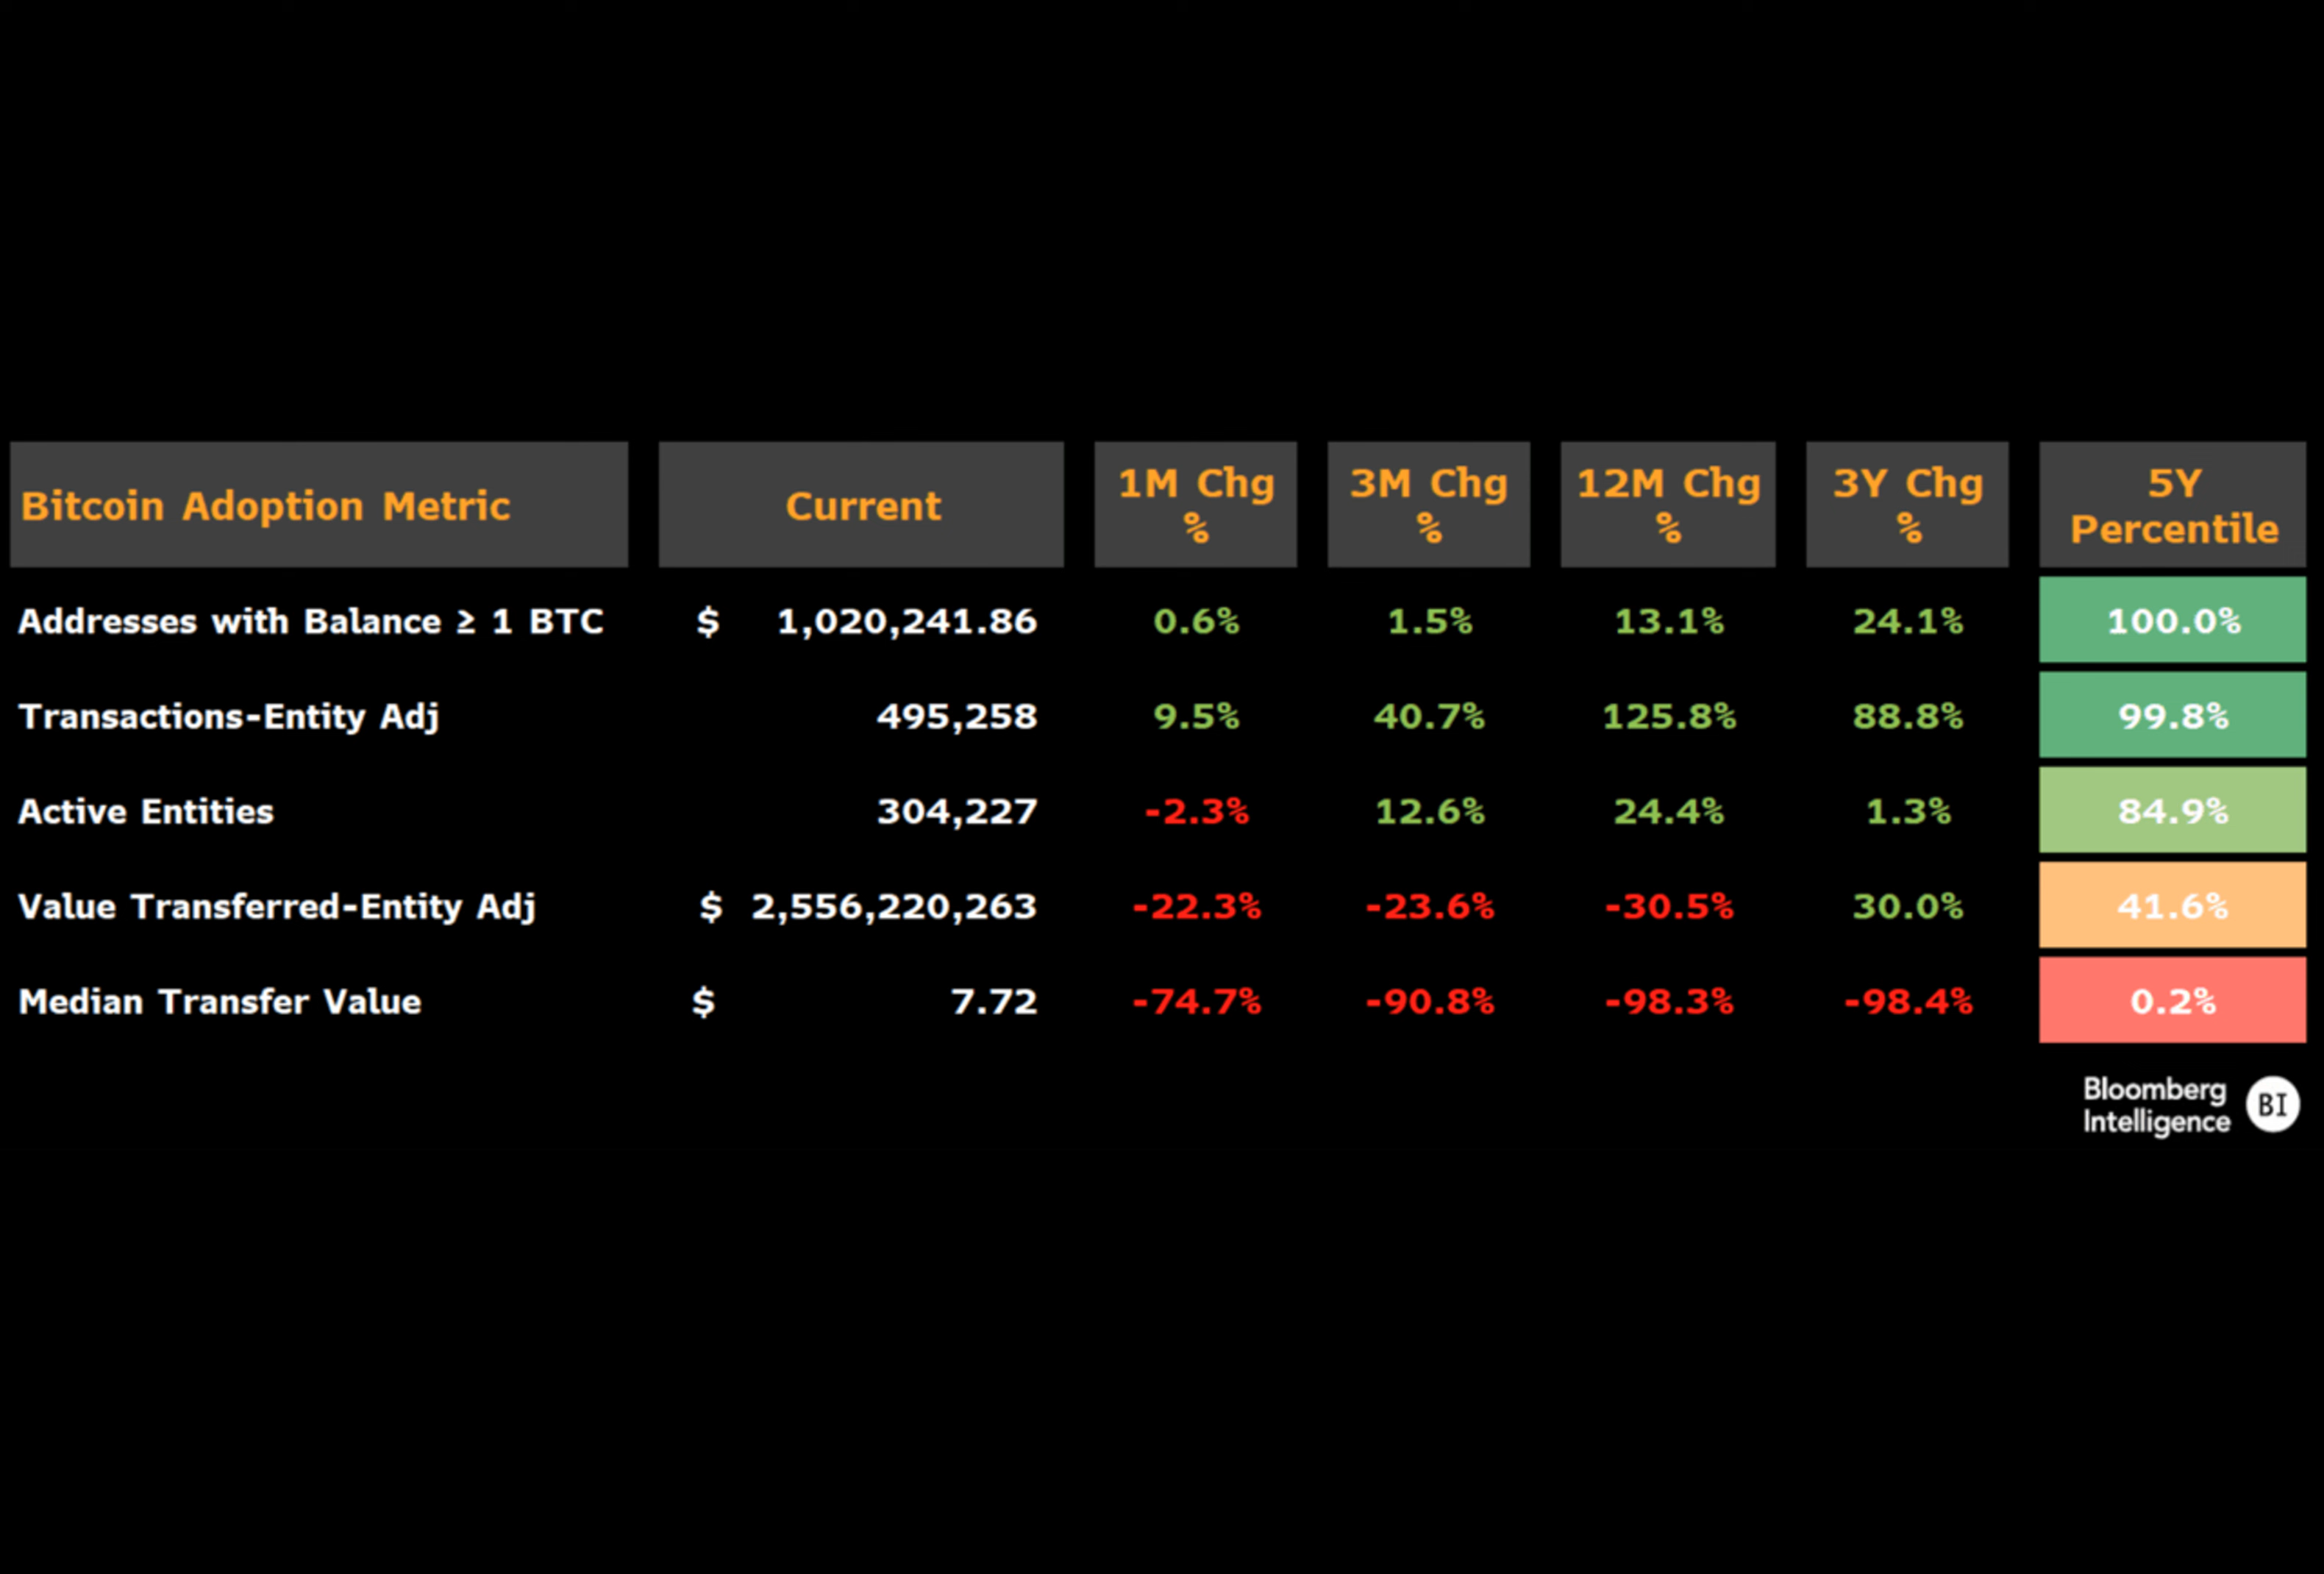 Bitcoin Adoption Metric Current 1M Chg % 3M Chg % 12M Chg % 3Y Chg % 5Y Percentile
Addresses with Balance ≥ 1 BTC $ 1,020,241.86 0.6% 1.5% 13.1% 24.1% 100.0%
Transactions-Entity Adj 495,258 9.5% 40.7% 125.8% 88.8% 99.8%
Active Entities 304,227 -2.3% 12.6% 24.4% 1.3% 84.9%
Value Transferred-Entity Adj $ 2,556,220,263 -22.3% -23.6% -30.5% 30.0% 41.6%
Median Transfer Value $ 7.72 -74.7% -90.8% -98.3% -98.4% 0.2%
Bloomberg
Intelligence BI